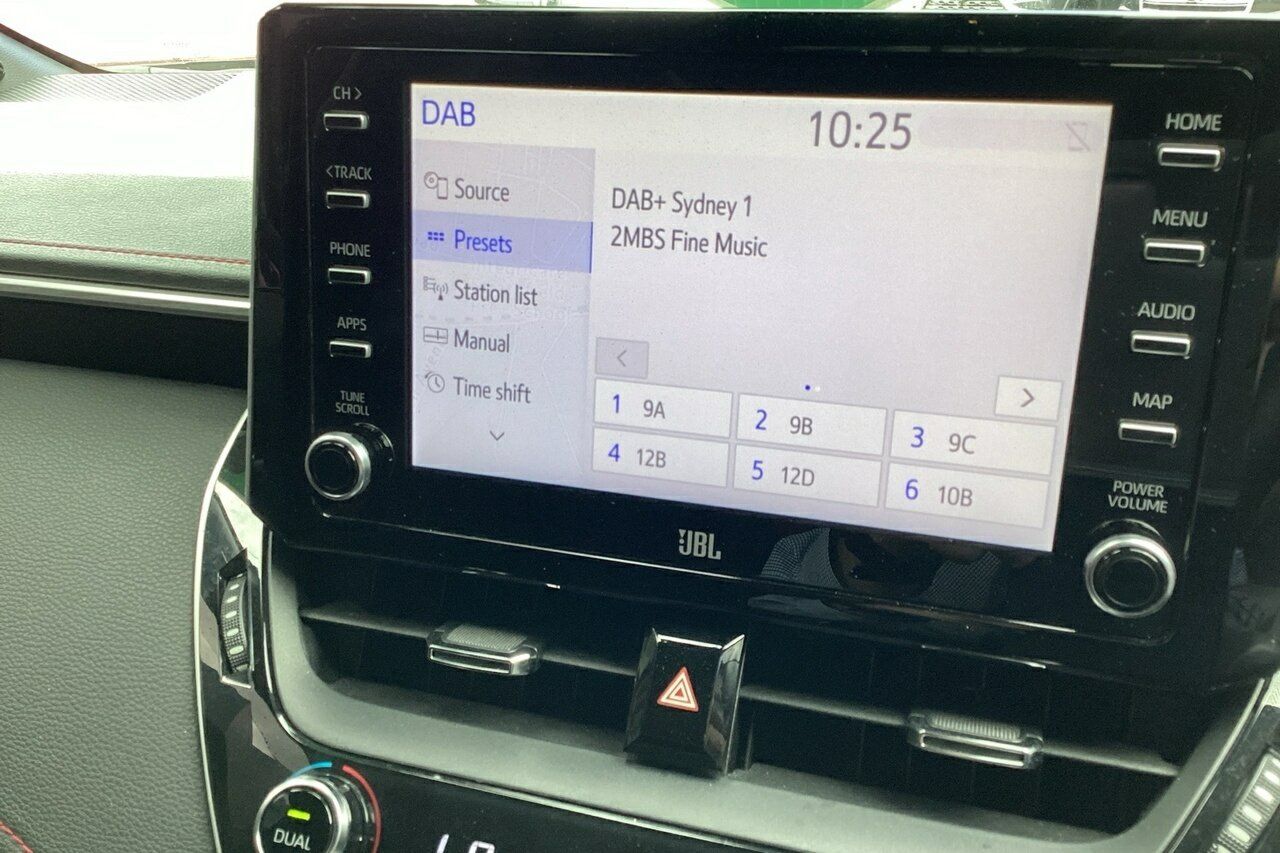 CH >
< TRACK
PHONE
APPS
TUNE
SCROLL
DAB
10:25
Source
Presets
Station list
Manual
Time shift
DAB+ Sydney 1
2MBS Fine Music
<
>
1 9A
2 9B
3 9C
4 12B
5 12D
6 10B
HOME
MENU
AUDIO
MAP
POWER
VOLUME
JBL
DUAL